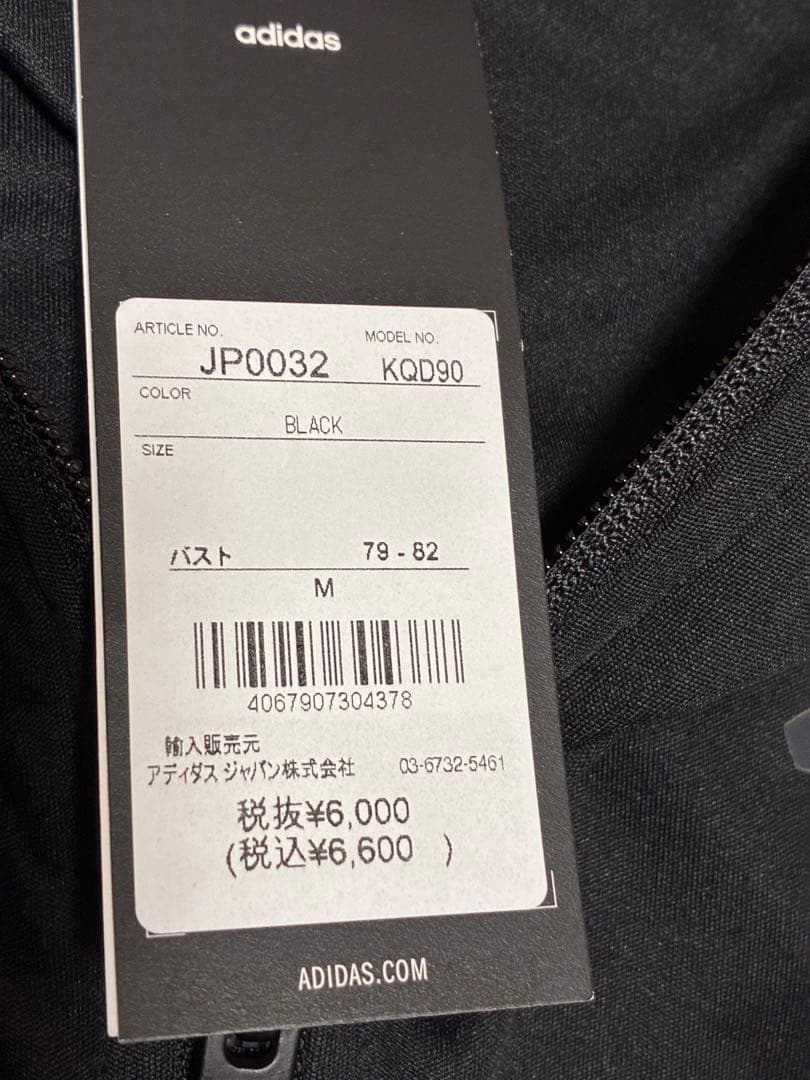 adidas
ARTICLE NO.
MODEL NO.
JP0032
KQD90
COLOR
BLACK
SIZE
バスト 79 - 82
M
4067907304378
輸入販売元
アディダス ジャパン株式会社 03-6732-5461
税抜¥6,000
(税込¥6,600 )
ADIDAS.COM